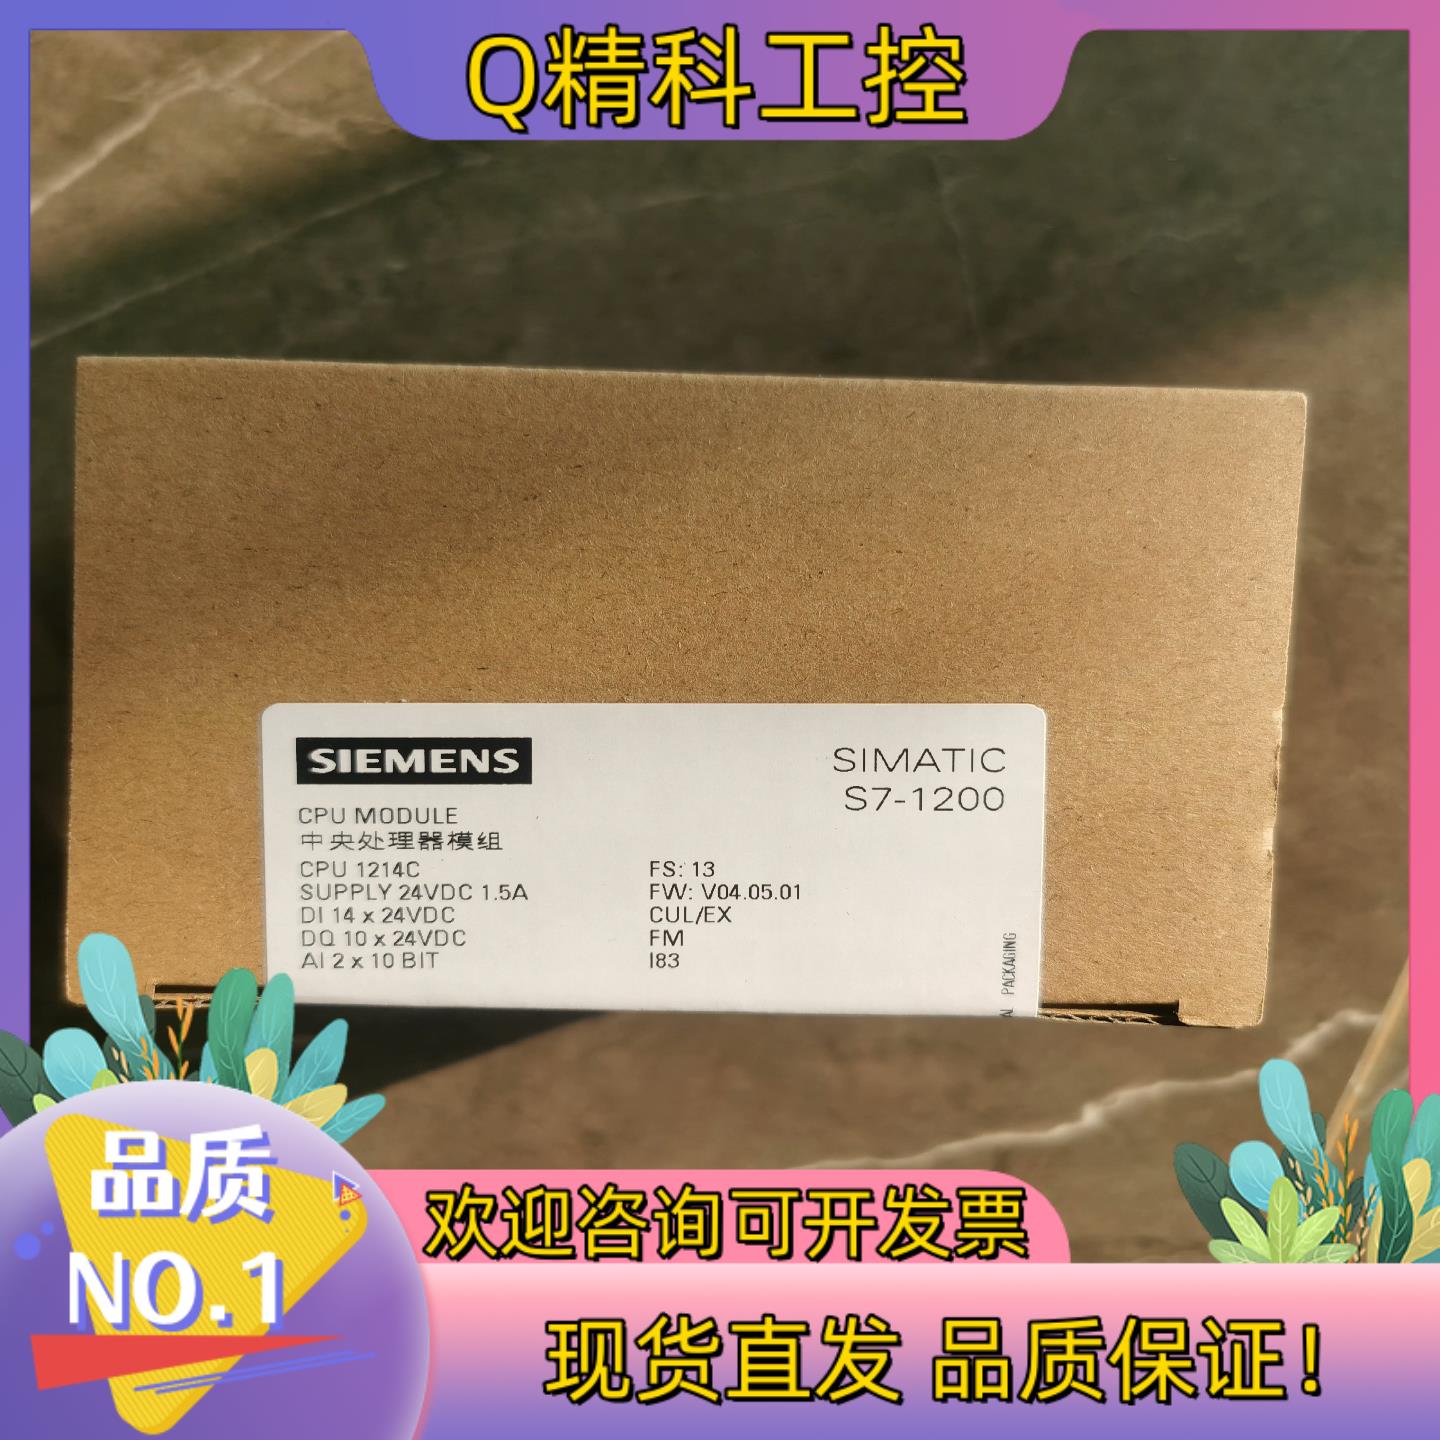 Q精科工控
SIEMENS
SIMATIC
S7-1200
CPU MODULE
中央处理器模组
CPU 1214C
SUPPLY 24VDC 1.5A
DI 14 x 24VDC
DQ 10 x 24VDC
AI 2 x 10 BIT
FS: 13
FW: V04.05.01
CUL/EX
FM
I83
PACKAGING
品质
NO.1
欢迎咨询可开发票
现货直发 品质保证!